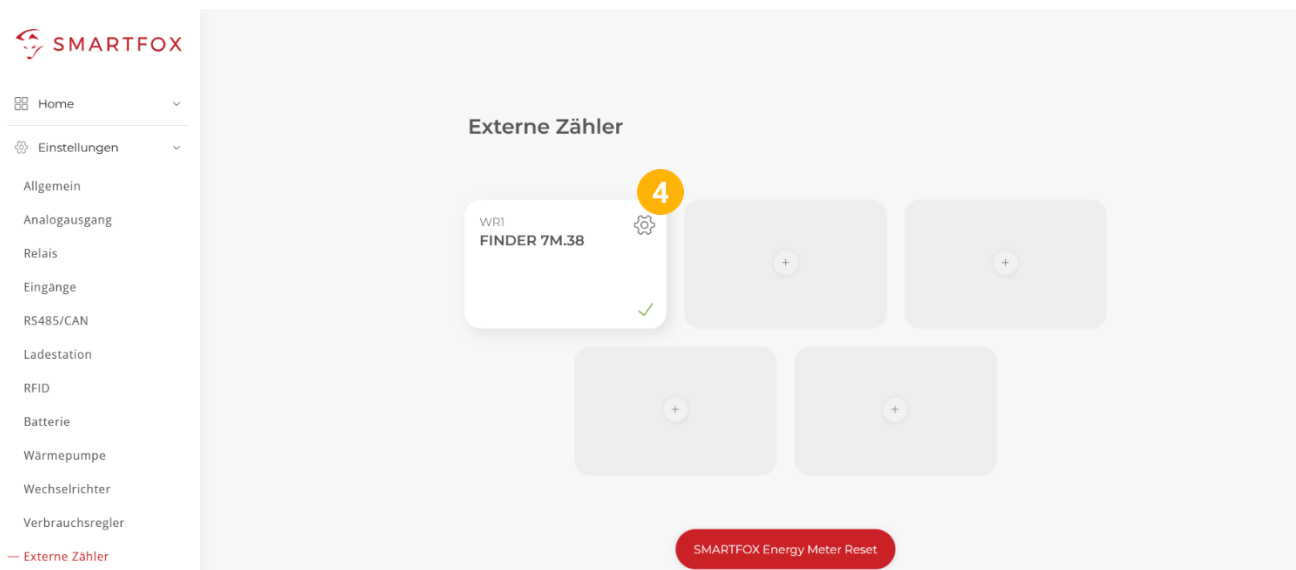 SMARTFOX
Home
Einstellungen
Allgemein
Analogausgang
Relais
Eingänge
RS485/CAN
Ladestation
RFID
Batterie
Wärmepumpe
Wechselrichter
Verbrauchsregler
— Externe Zähler
Externe Zähler
4
WR1
FINDER 7M.38
+
+
+
+
SMARTFOX Energy Meter Reset